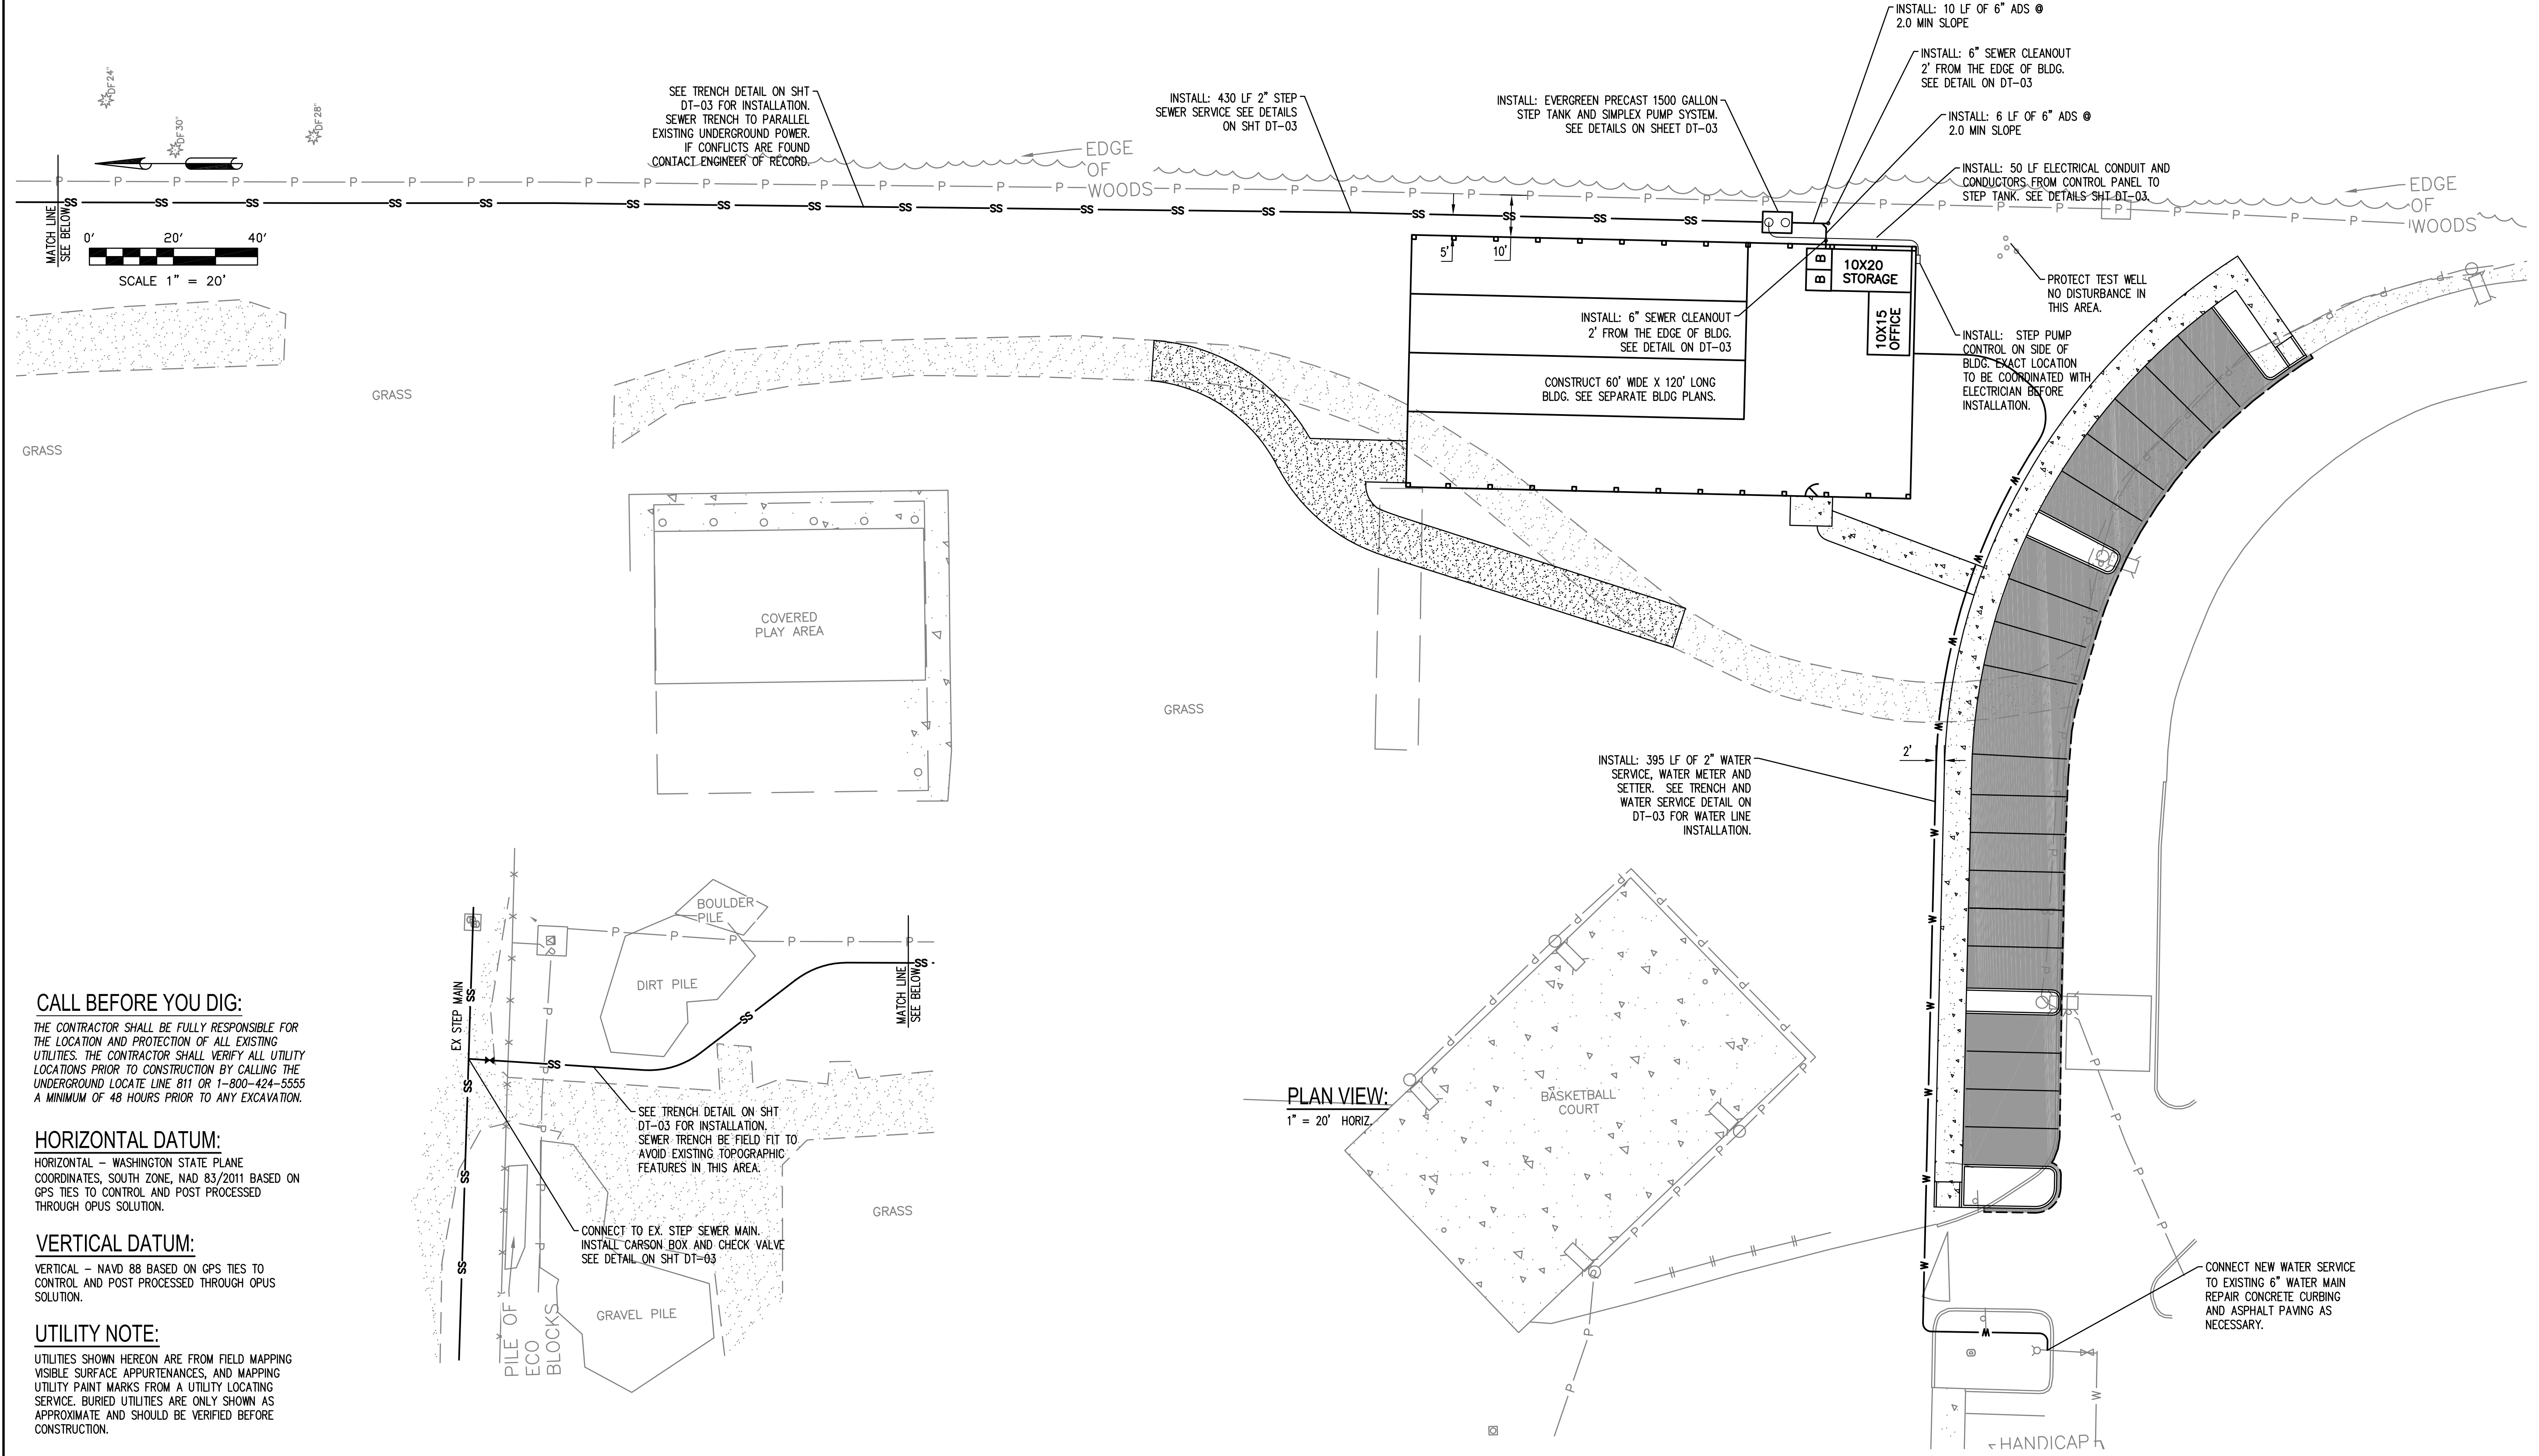 INSTALL: 10 LF OF 6" ADS @
2.0 MIN SLOPE
INSTALL: 6" SEWER CLEANOUT
2' FROM THE EDGE OF BLDG.
SEE DETAIL ON DT-03
INSTALL: 6 LF OF 6" ADS @
2.0 MIN SLOPE
INSTALL: 50 LF ELECTRICAL CONDUIT AND
CONDUCTORS FROM CONTROL PANEL TO
STEP TANK. SEE DETAILS SHT DT-03.
INSTALL: EVERGREEN PRECAST 1500 GALLON
STEP TANK AND SIMPLEX PUMP SYSTEM.
SEE DETAILS ON SHEET DT-03
INSTALL: 430 LF 2" STEP
SEWER SERVICE SEE DETAILS
ON SHT DT-03
SEE TRENCH DETAIL ON SHT
DT-03 FOR INSTALLATION.
SEWER TRENCH TO PARALLEL
EXISTING UNDERGROUND POWER.
IF CONFLICTS ARE FOUND
CONTACT ENGINEER OF RECORD.
DF24"
DF30"
DF28"
EDGE
OF
WOODS
EDGE
OF
WOODS
MATCH LINE
SEE BELOW
0' 20' 40'
SCALE 1" = 20'
5'
10'
B
B
10X20
STORAGE
10X15
OFFICE
INSTALL: 6" SEWER CLEANOUT
2' FROM THE EDGE OF BLDG.
SEE DETAIL ON DT-03
CONSTRUCT 60' WIDE X 120' LONG
BLDG. SEE SEPARATE BLDG PLANS.
PROTECT TEST WELL
NO DISTURBANCE IN
THIS AREA.
INSTALL: STEP PUMP
CONTROL ON SIDE OF
BLDG. EXACT LOCATION
TO BE COORDINATED WITH
ELECTRICIAN BEFORE
INSTALLATION.
GRASS
GRASS
COVERED
PLAY AREA
GRASS
2'
INSTALL: 395 LF OF 2" WATER
SERVICE, WATER METER AND
SETTER. SEE TRENCH AND
WATER SERVICE DETAIL ON
DT-03 FOR WATER LINE
INSTALLATION.
BOULDER
PILE
DIRT PILE
EX STEP MAIN
MATCH LINE
SEE BELOW
SEE TRENCH DETAIL ON SHT
DT-03 FOR INSTALLATION.
SEWER TRENCH BE FIELD FIT TO
AVOID EXISTING TOPOGRAPHIC
FEATURES IN THIS AREA.
CONNECT TO EX. STEP SEWER MAIN.
INSTALL CARSON BOX AND CHECK VALVE
SEE DETAIL ON SHT DT-03
GRAVEL PILE
PILE OF
ECO
BLOCKS
GRASS
PLAN VIEW:
1" = 20' HORIZ.
BASKETBALL
COURT
CONNECT NEW WATER SERVICE
TO EXISTING 6" WATER MAIN
REPAIR CONCRETE CURBING
AND ASPHALT PAVING AS
NECESSARY.
HANDICAP
CALL BEFORE YOU DIG:
THE CONTRACTOR SHALL BE FULLY RESPONSIBLE FOR
THE LOCATION AND PROTECTION OF ALL EXISTING
UTILITIES. THE CONTRACTOR SHALL VERIFY ALL UTILITY
LOCATIONS PRIOR TO CONSTRUCTION BY CALLING THE
UNDERGROUND LOCATE LINE 811 OR 1-800-424-5555
A MINIMUM OF 48 HOURS PRIOR TO ANY EXCAVATION.
HORIZONTAL DATUM:
HORIZONTAL - WASHINGTON STATE PLANE
COORDINATES, SOUTH ZONE, NAD 83/2011 BASED ON
GPS TIES TO CONTROL AND POST PROCESSED
THROUGH OPUS SOLUTION.
VERTICAL DATUM:
VERTICAL - NAVD 88 BASED ON GPS TIES TO
CONTROL AND POST PROCESSED THROUGH OPUS
SOLUTION.
UTILITY NOTE:
UTILITIES SHOWN HEREON ARE FROM FIELD MAPPING
VISIBLE SURFACE APPURTENANCES, AND MAPPING
UTILITY PAINT MARKS FROM A UTILITY LOCATING
SERVICE. BURIED UTILITIES ARE ONLY SHOWN AS
APPROXIMATE AND SHOULD BE VERIFIED BEFORE
CONSTRUCTION.